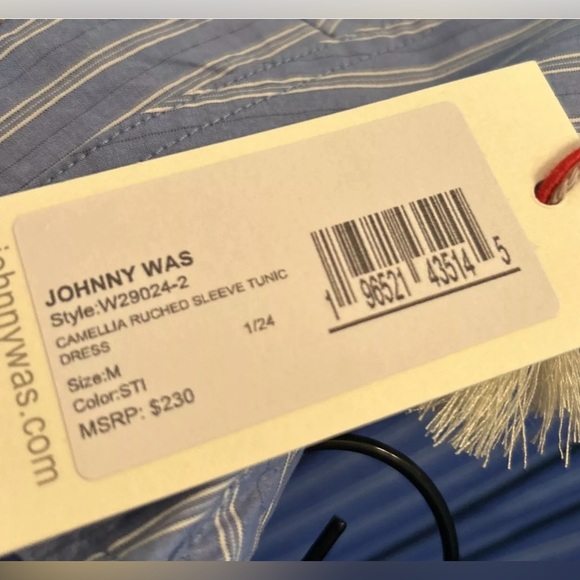 johnnywas.com
JOHNNY WAS
Style:W29024-2
CAMELLIA RUCHED SLEEVE TUNIC
DRESS
1/24
Size:M
Color:STI
MSRP: $230
1 96521 43514 5